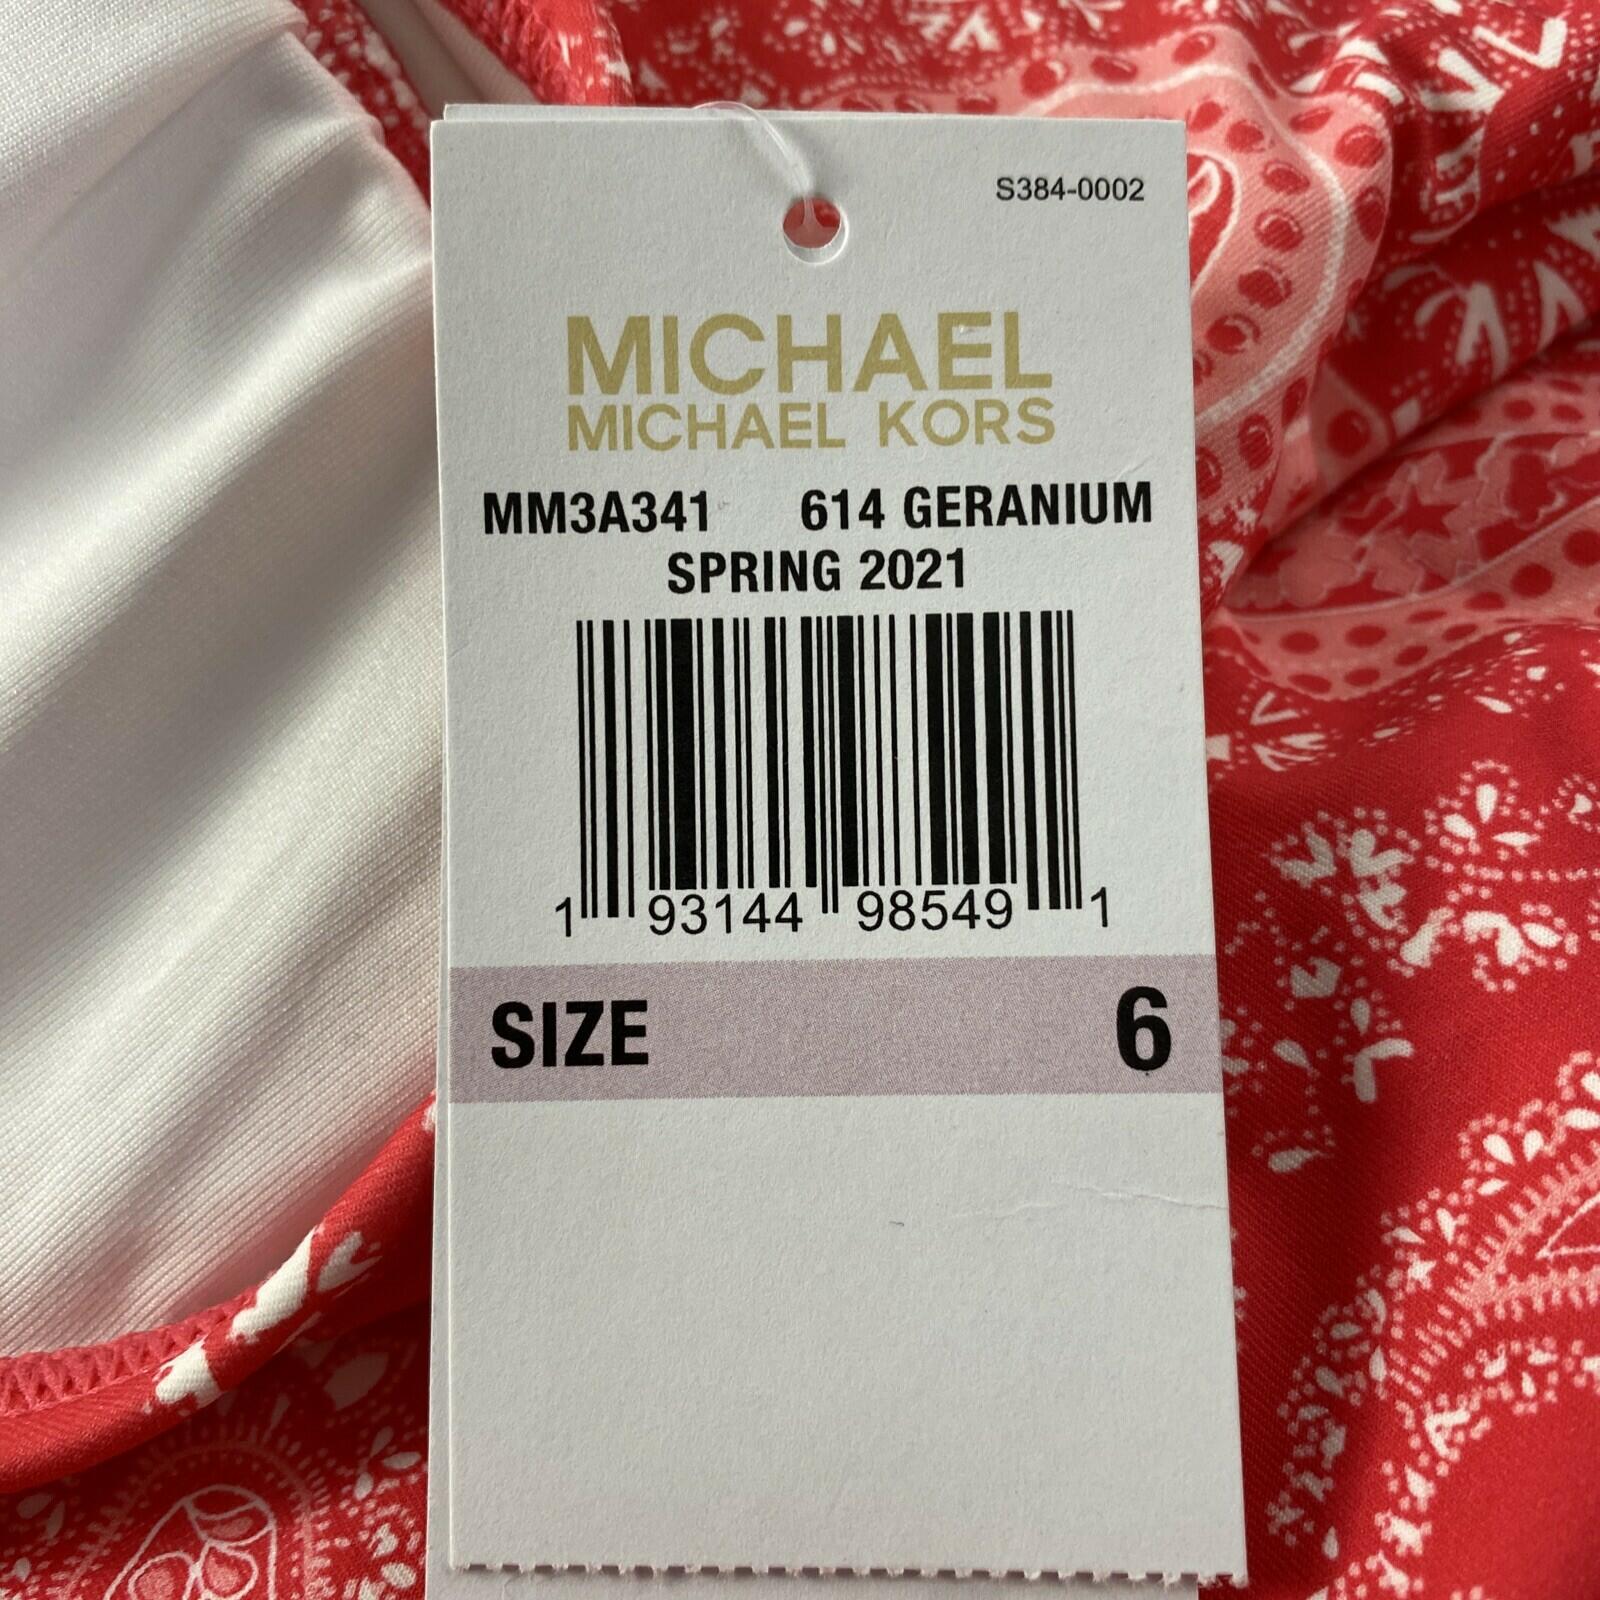 S384-0002
MICHAEL
MICHAEL KORS
MM3A341 614 GERANIUM
SPRING 2021
1 93144 98549 1
SIZE 6